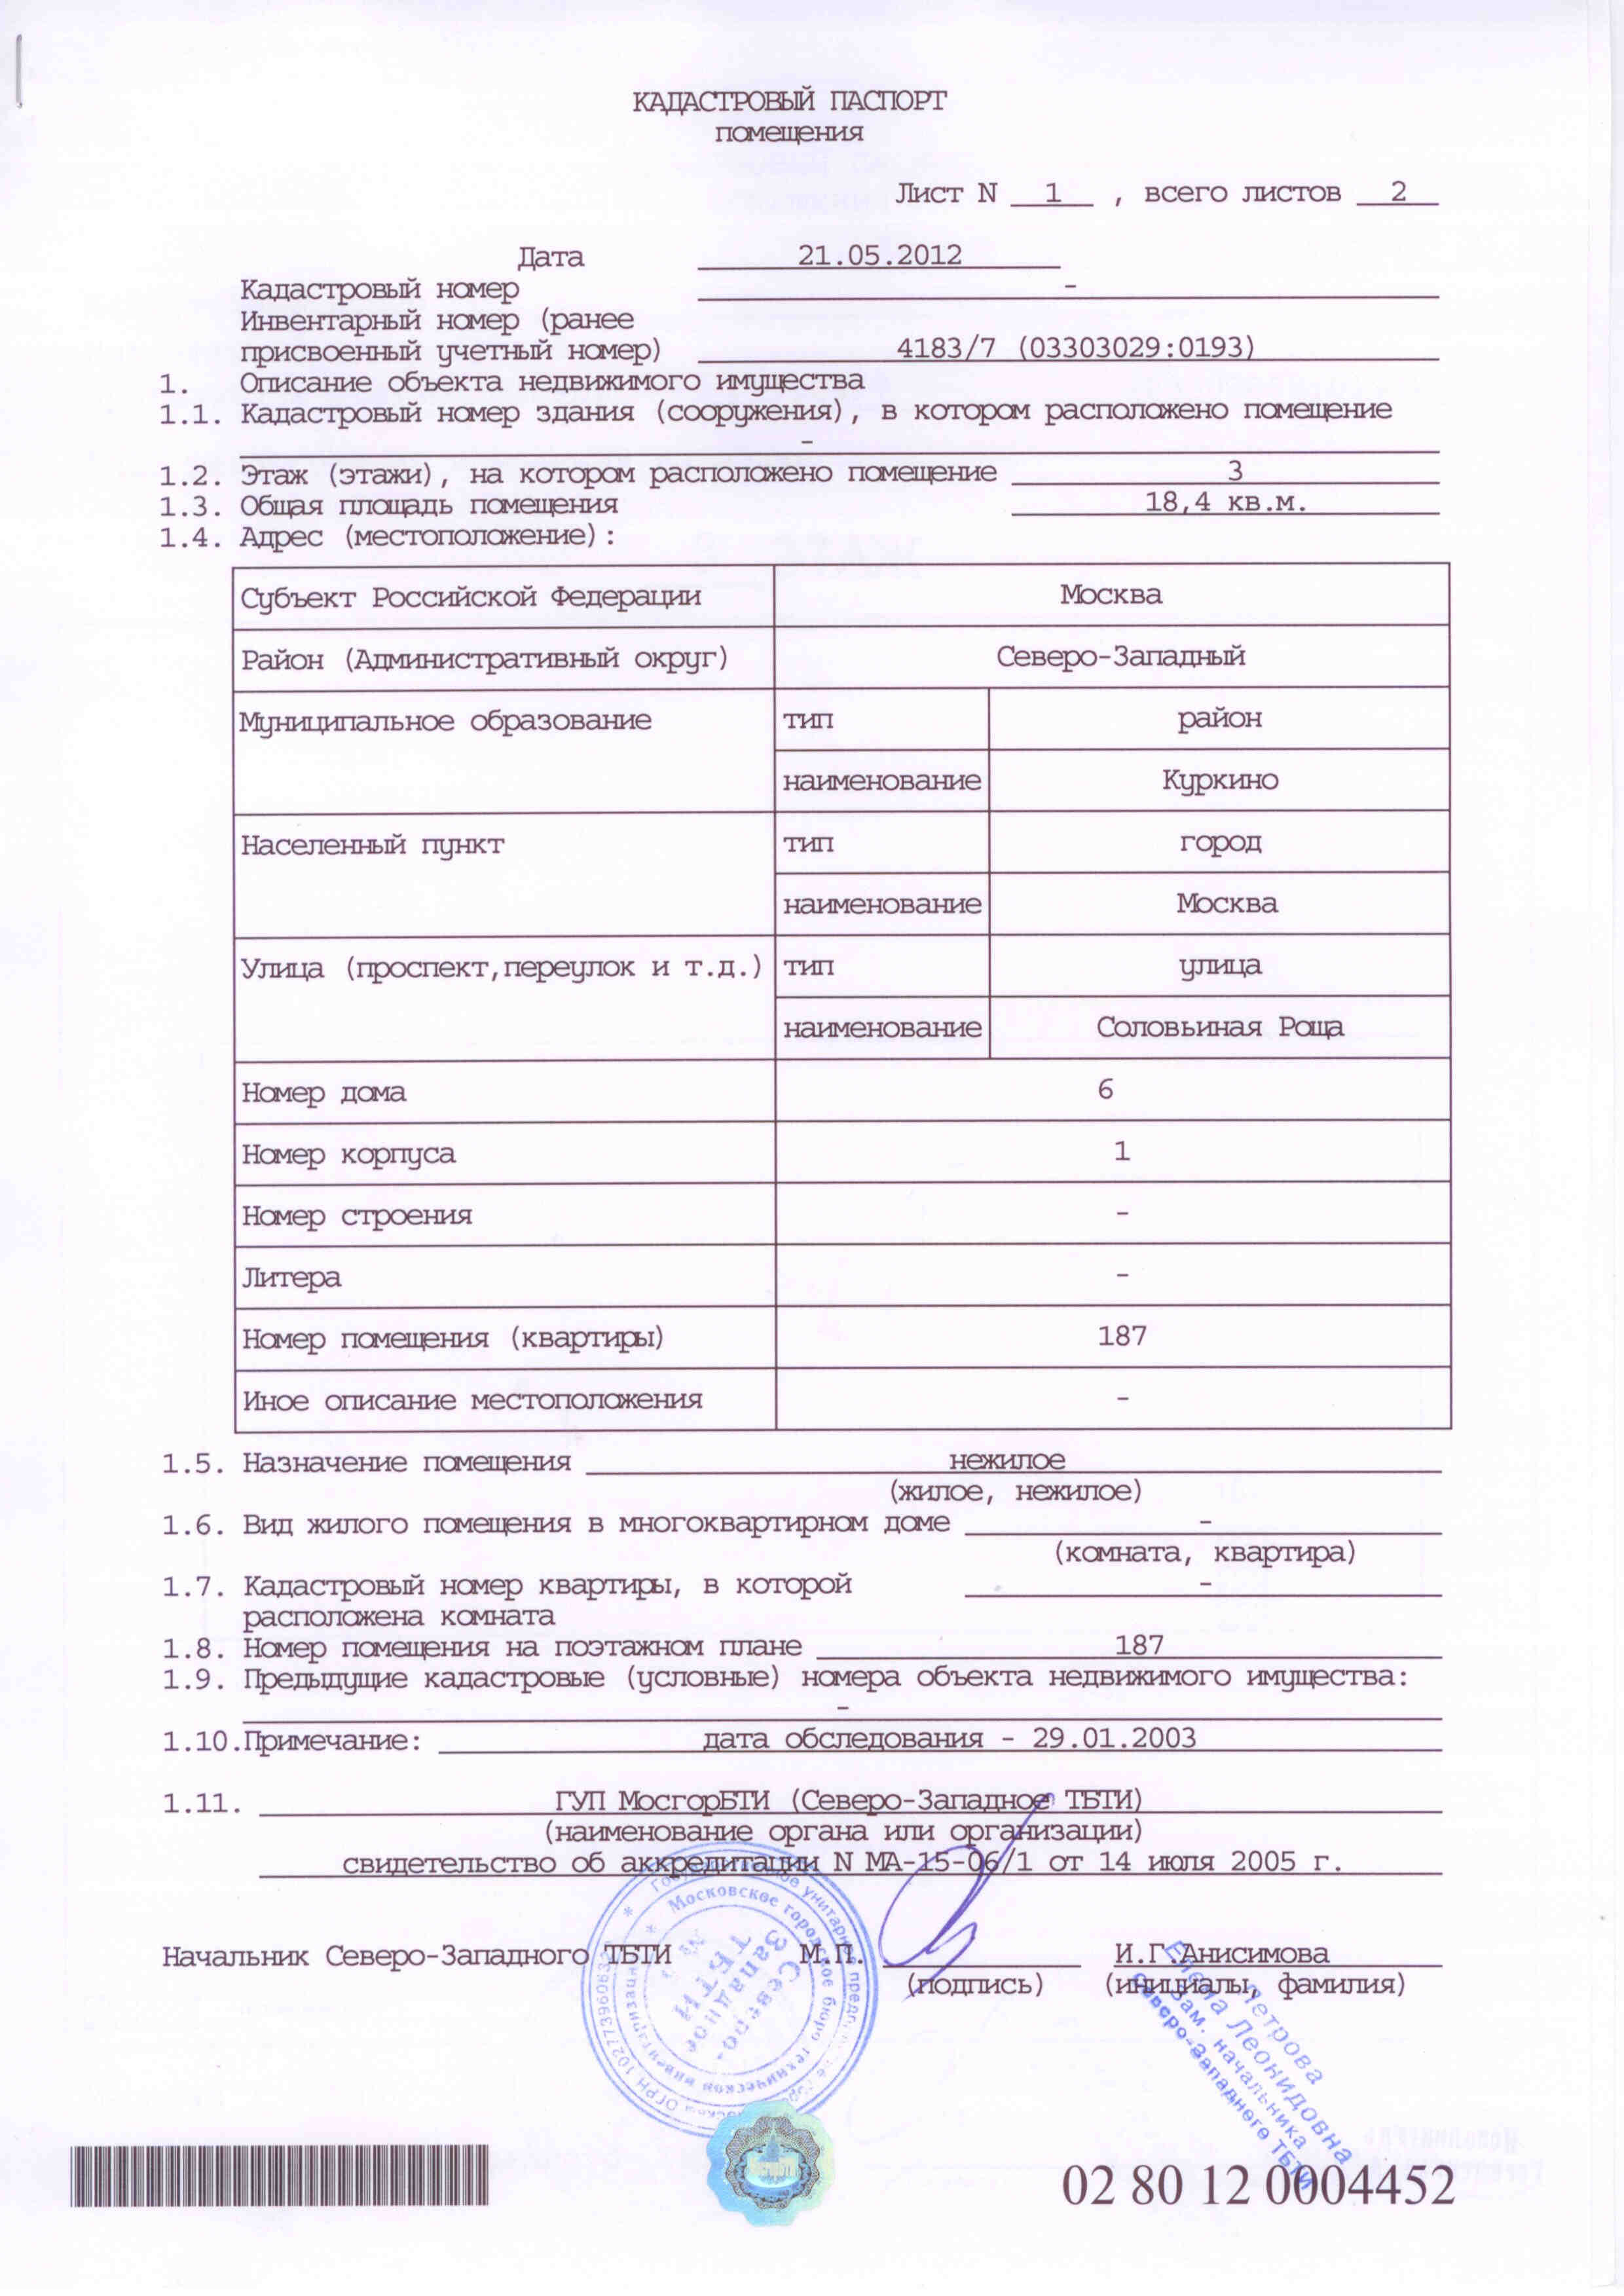 КАДАСТРОВЫЙ ПАСПОРТ
помещения
Лист N 1 , всего листов 2
Дата 21.05.2012
Кадастровый номер -
Инвентарный номер (ранее
присвоенный учетный номер) 4183/7 (03303029:0193)
1. Описание объекта недвижимого имущества
1.1. Кадастровый номер здания (сооружения), в котором расположено помещение
-
1.2. Этаж (этажи), на котором расположено помещение 3
1.3. Общая площадь помещения 18,4 кв.м.
1.4. Адрес (местоположение):
Субъект Российской Федерации Москва
Район (Административный округ) Северо-Западный
Муниципальное образование тип район
наименование Куркино
Населенный пункт тип город
наименование Москва
Улица (проспект,переулок и т.д.) тип улица
наименование Соловьиная Роща
Номер дома 6
Номер корпуса 1
Номер строения -
Литера -
Номер помещения (квартиры) 187
Иное описание местоположения -
1.5. Назначение помещения нежилое
(жилое, нежилое)
1.6. Вид жилого помещения в многоквартирном доме -
(комната, квартира)
1.7. Кадастровый номер квартиры, в которой -
расположена комната
1.8. Номер помещения на поэтажном плане 187
1.9. Предыдущие кадастровые (условные) номера объекта недвижимого имущества:
-
1.10.Примечание: дата обследования - 29.01.2003
1.11. ГУП МосгорБТИ (Северо-Западное ТБТИ)
(наименование органа или организации)
свидетельство об аккредитации N МА-15-06/1 от 14 июля 2005 г.
Начальник Северо-Западного ТБТИ М.П. И.Г.Анисимова
(подпись) (инициалы, фамилия)
Московское городское бюро технической инвентаризации
Северо-
Западное
ТБТИ
Петрова
Елена Леонидовна
Зам. начальника
Северо-Западного ТБТИ
02 80 12 0004452